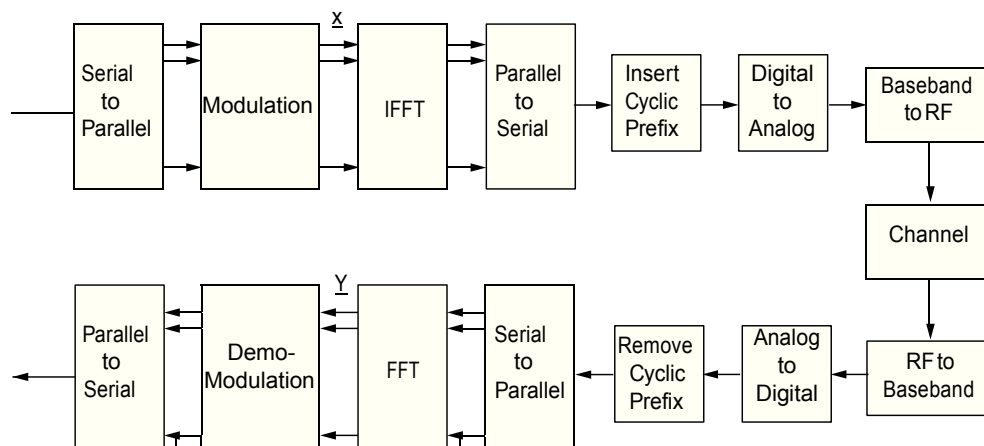 x
Serial
to
Parallel
Modulation
IFFT
Parallel
to
Serial
Insert
Cyclic
Prefix
Digital
to
Analog
Baseband
to RF
Channel
Y
Parallel
to
Serial
Demo-
Modulation
FFT
Serial
to
Parallel
Remove
Cyclic
Prefix
Analog
to
Digital
RF to
Baseband